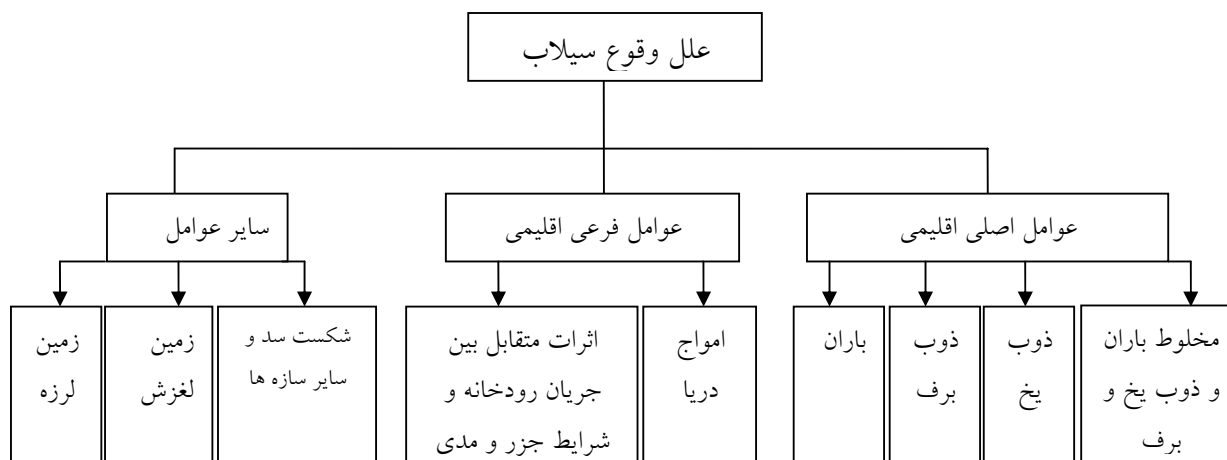 علل وقوع سیلاب
عوامل اصلی اقلیمی
عوامل فرعی اقلیمی
سایر عوامل
مخلوط باران
و ذوب یخ و
برف
ذوب
یخ
ذوب
برف
باران
امواج
دریا
اثرات متقابل بین
جریان رودخانه و
شرایط جزر و مدی
شکست سد و
سایر سازه ها
زمین
لغزش
زمین
لرزه